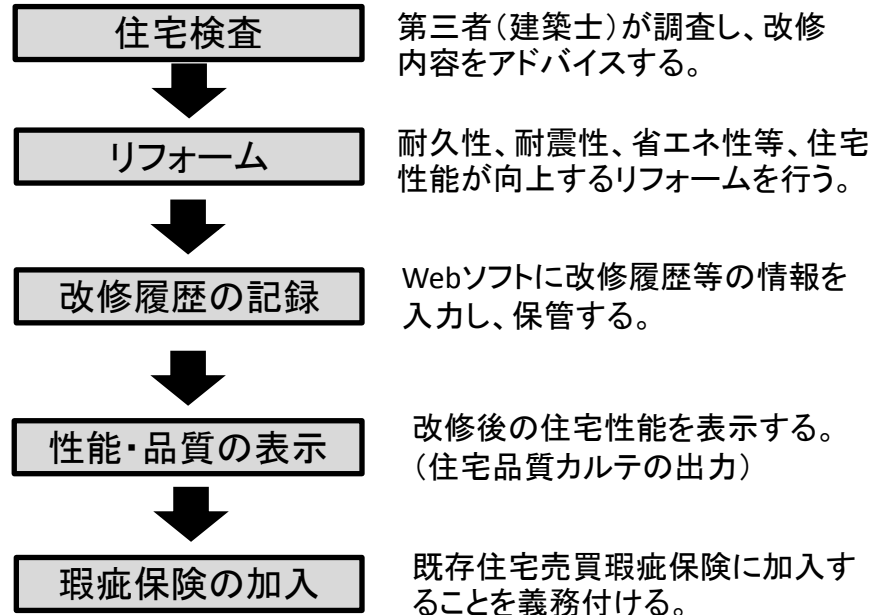 住宅検査
第三者（建築士）が調査し、改修
内容をアドバイスする。
リフォーム
耐久性、耐震性、省エネ性等、住宅
性能が向上するリフォームを行う。
改修履歴の記録
Webソフトに改修履歴等の情報を
入力し、保管する。
性能・品質の表示
改修後の住宅性能を表示する。
（住宅品質カルテの出力）
瑕疵保険の加入
既存住宅売買瑕疵保険に加入す
ることを義務付ける。